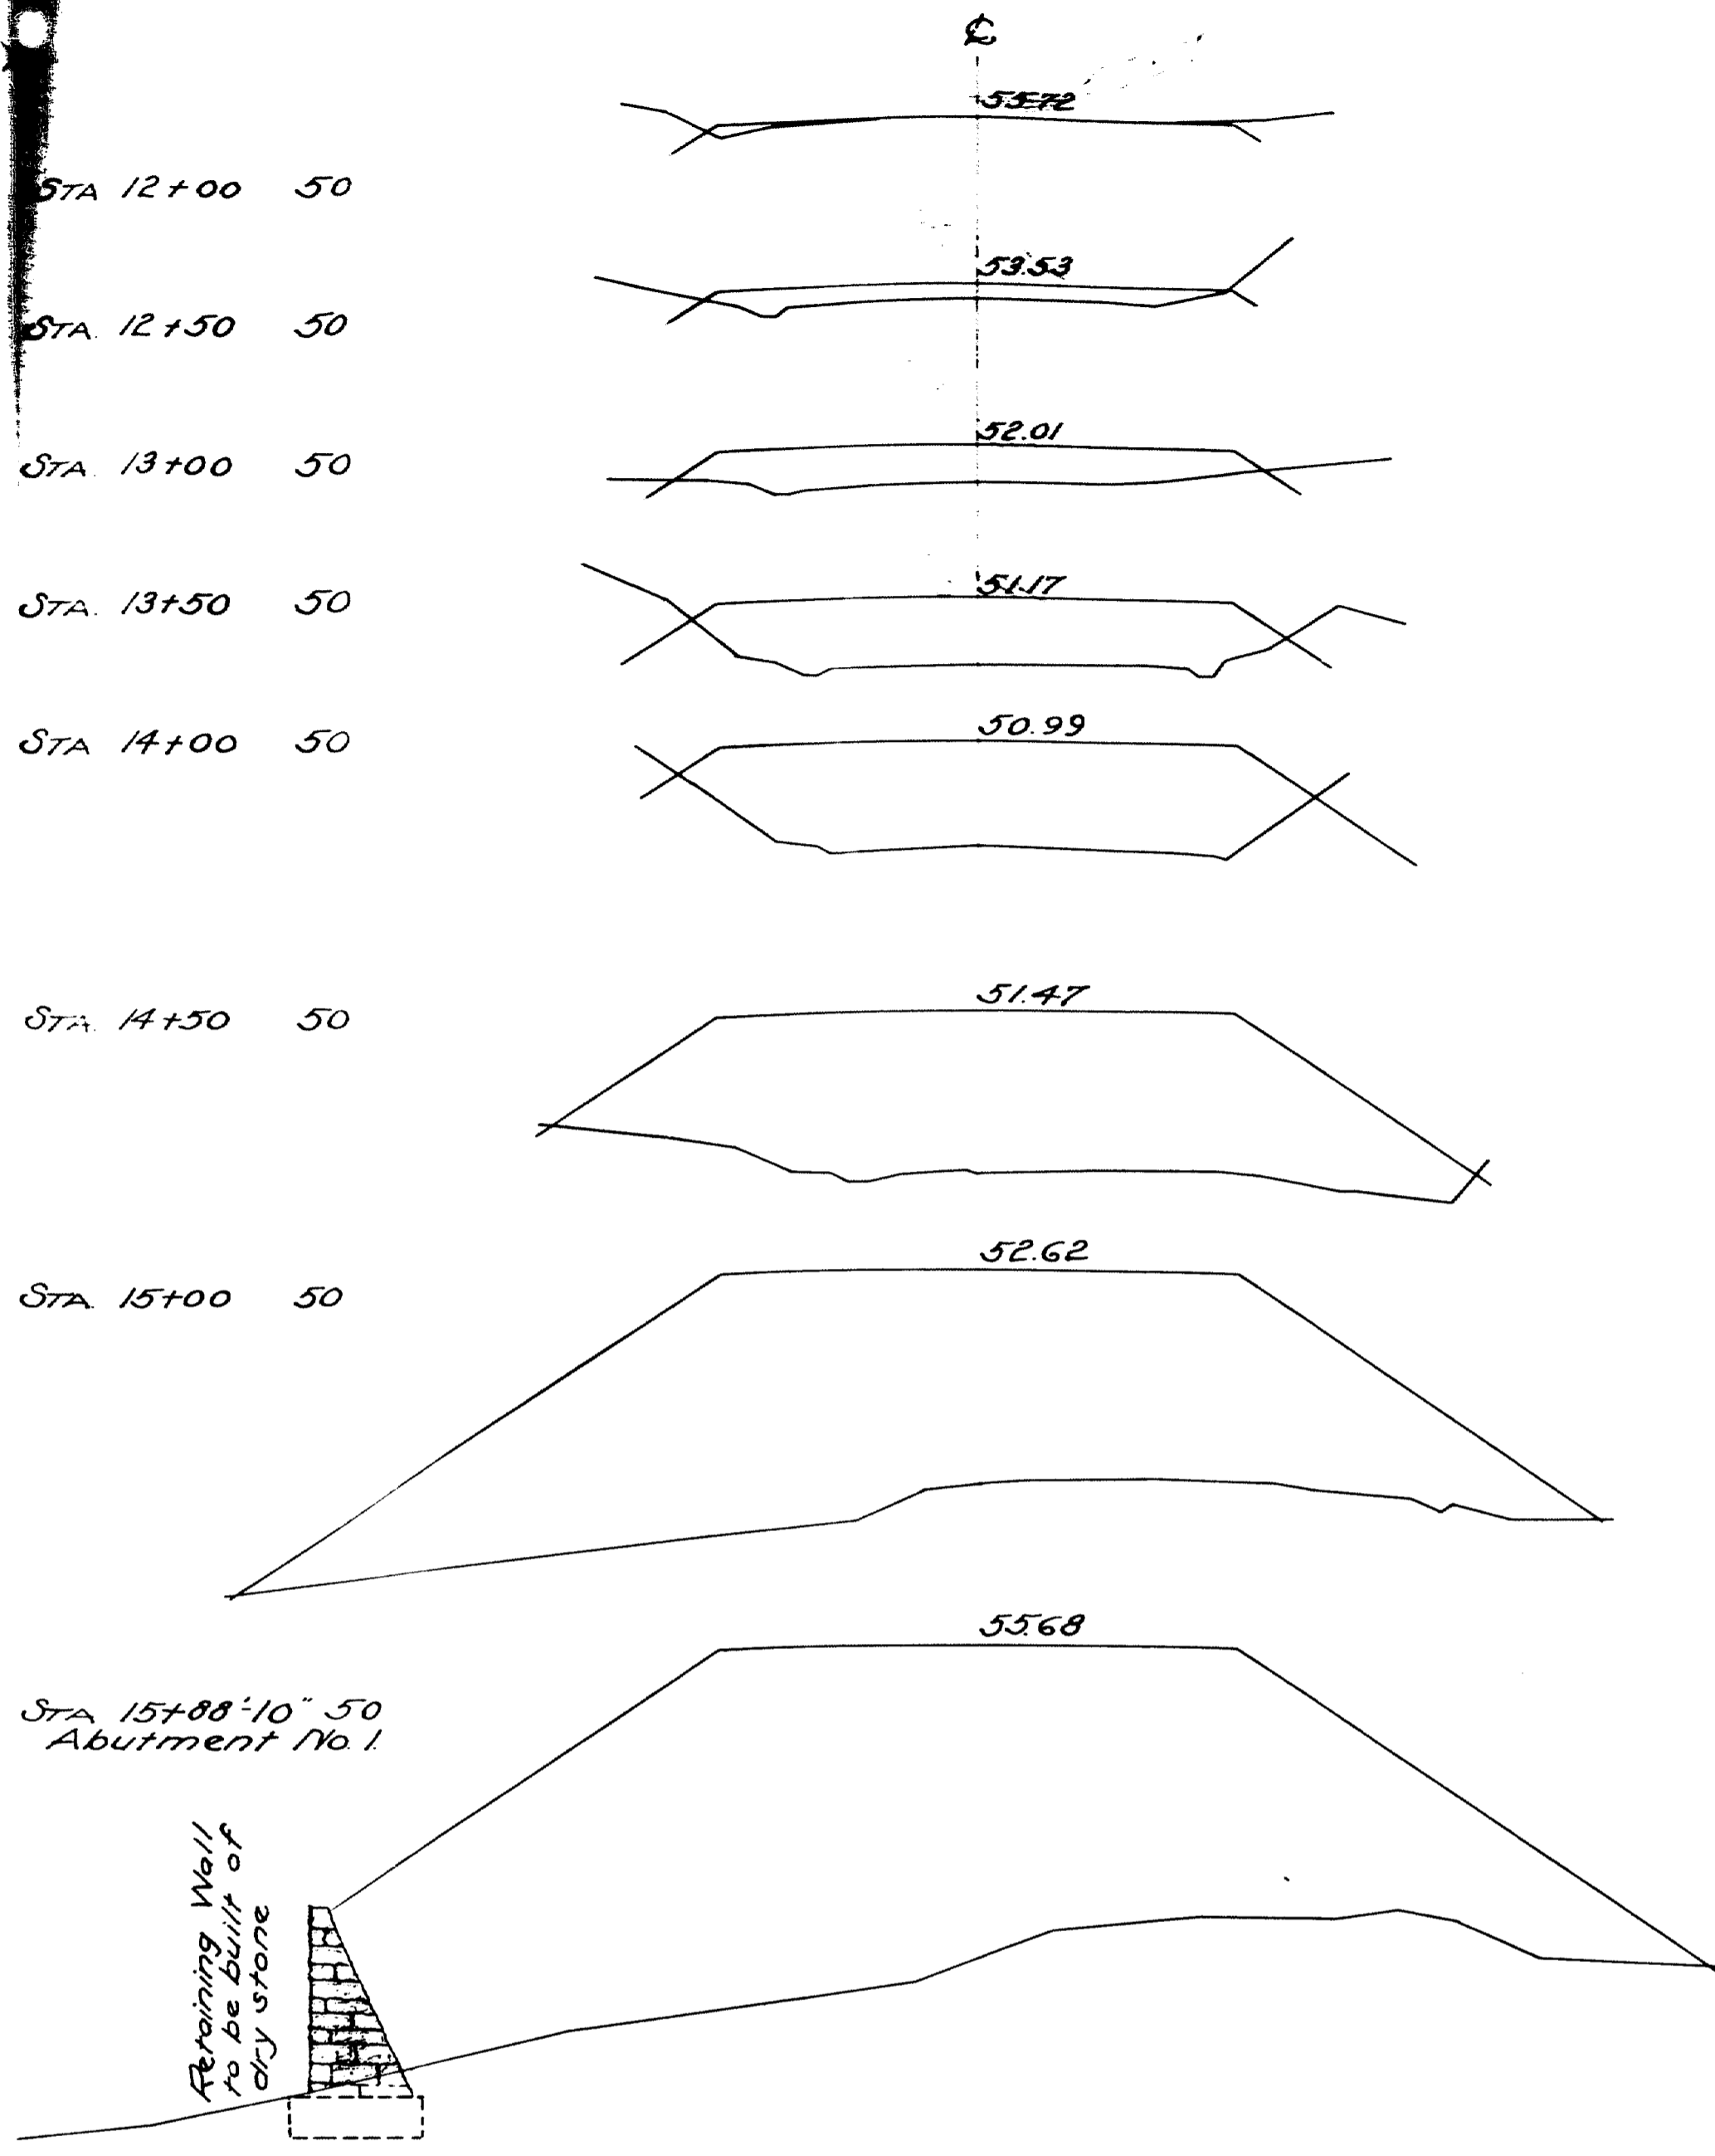 ℄
55.72
STA 12+00 50
53.53
STA. 12+50 50
52.01
STA. 13+00 50
51.17
STA. 13+50 50
50.99
STA 14+00 50
51.47
STA. 14+50 50
52.62
STA. 15+00 50
55.68
STA 15+88'-10" 50
Abutment No. 1.
Retaining Wall
to be built of
dry stone